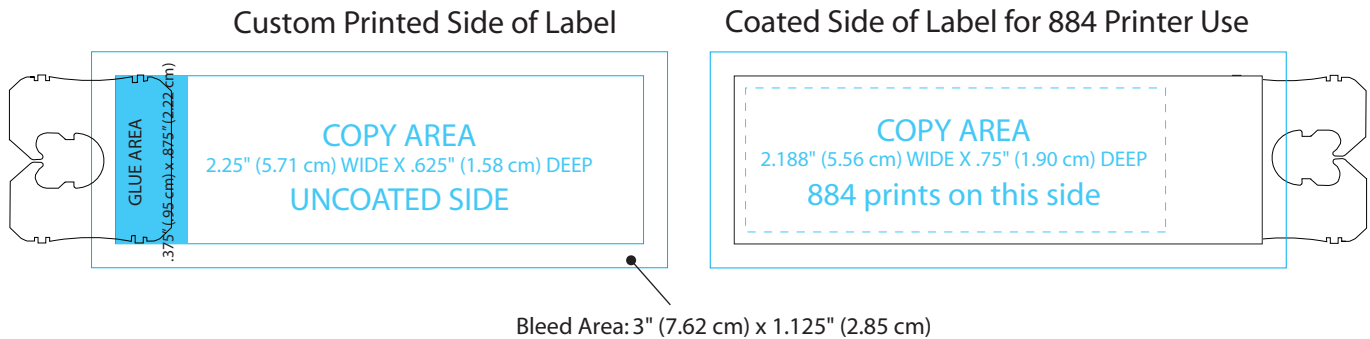 Custom Printed Side of Label
GLUE AREA
.375" (.95 cm) x .875" (2.22 cm)
COPY AREA
2.25" (5.71 cm) WIDE X .625" (1.58 cm) DEEP
UNCOATED SIDE
Coated Side of Label for 884 Printer Use
COPY AREA
2.188" (5.56 cm) WIDE X .75" (1.90 cm) DEEP
884 prints on this side
Bleed Area: 3" (7.62 cm) x 1.125" (2.85 cm)